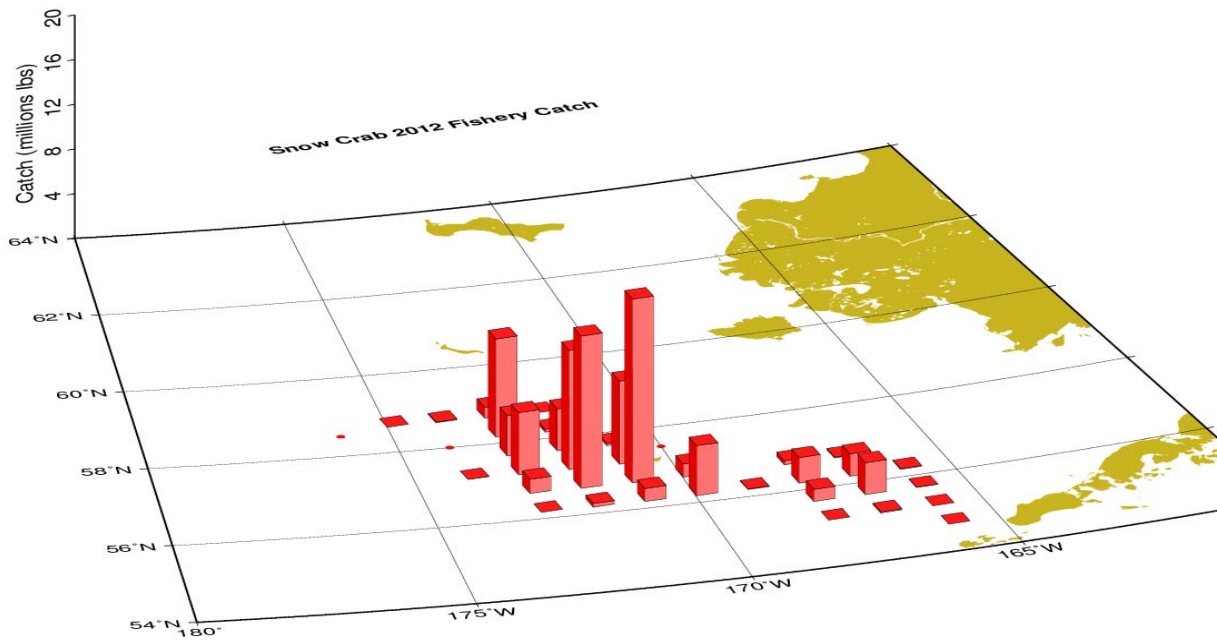 20
16
12
8
4
Catch (millions lbs)
Snow Crab 2012 Fishery Catch
64˚N
62˚N
60˚N
58˚N
56˚N
54˚N
180˚
175˚W
170˚W
165˚W